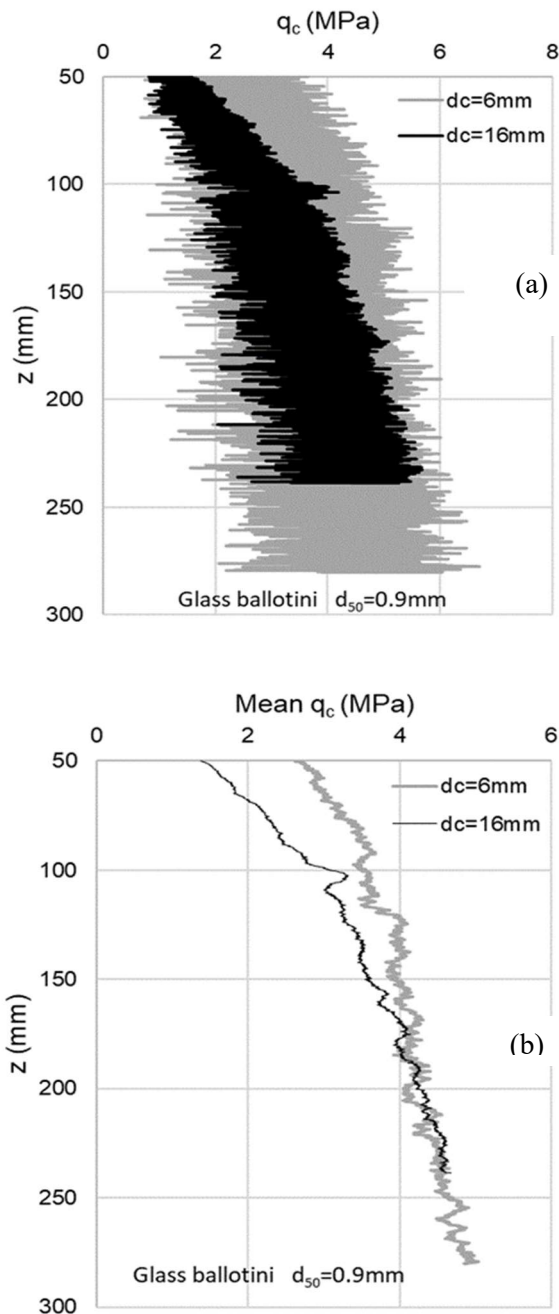 q_c (MPa)
0 2 4 6 8
50
dc=6mm
dc=16mm
100
150
(a)
z (mm)
200
250
Glass ballotini d₅₀=0.9mm
300
Mean q_c (MPa)
0 2 4 6
50
dc=6mm
dc=16mm
100
150
z (mm)
(b)
200
250
Glass ballotini d₅₀=0.9mm
300